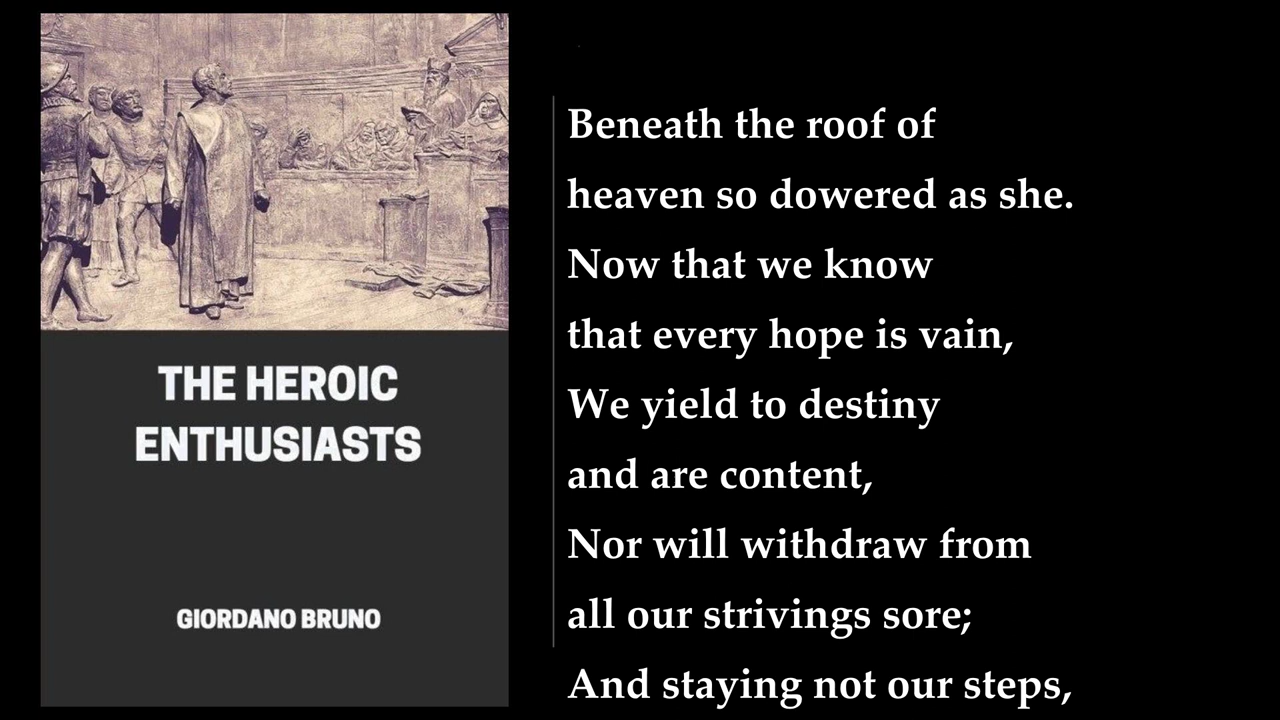 THE HEROIC
ENTHUSIASTS
GIORDANO BRUNO
Beneath the roof of
heaven so dowered as she.
Now that we know
that every hope is vain,
We yield to destiny
and are content,
Nor will withdraw from
all our strivings sore;
And staying not our steps,